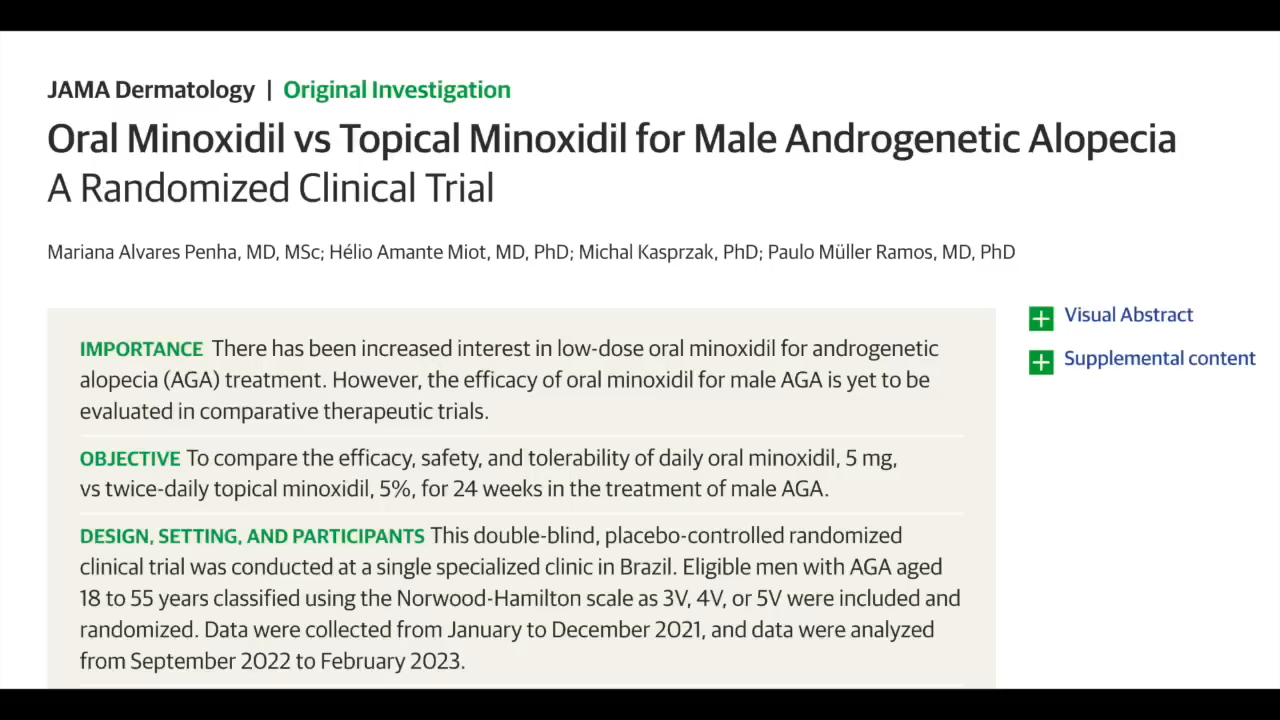 JAMA Dermatology | Original Investigation
Oral Minoxidil vs Topical Minoxidil for Male Androgenetic Alopecia
A Randomized Clinical Trial
Mariana Alvares Penha, MD, MSc; Hélio Amante Miot, MD, PhD; Michal Kasprzak, PhD; Paulo Müller Ramos, MD, PhD
IMPORTANCE There has been increased interest in low-dose oral minoxidil for androgenetic
alopecia (AGA) treatment. However, the efficacy of oral minoxidil for male AGA is yet to be
evaluated in comparative therapeutic trials.
OBJECTIVE To compare the efficacy, safety, and tolerability of daily oral minoxidil, 5 mg,
vs twice-daily topical minoxidil, 5%, for 24 weeks in the treatment of male AGA.
DESIGN, SETTING, AND PARTICIPANTS This double-blind, placebo-controlled randomized
clinical trial was conducted at a single specialized clinic in Brazil. Eligible men with AGA aged
18 to 55 years classified using the Norwood-Hamilton scale as 3V, 4V, or 5V were included and
randomized. Data were collected from January to December 2021, and data were analyzed
from September 2022 to February 2023.
Visual Abstract
Supplemental content